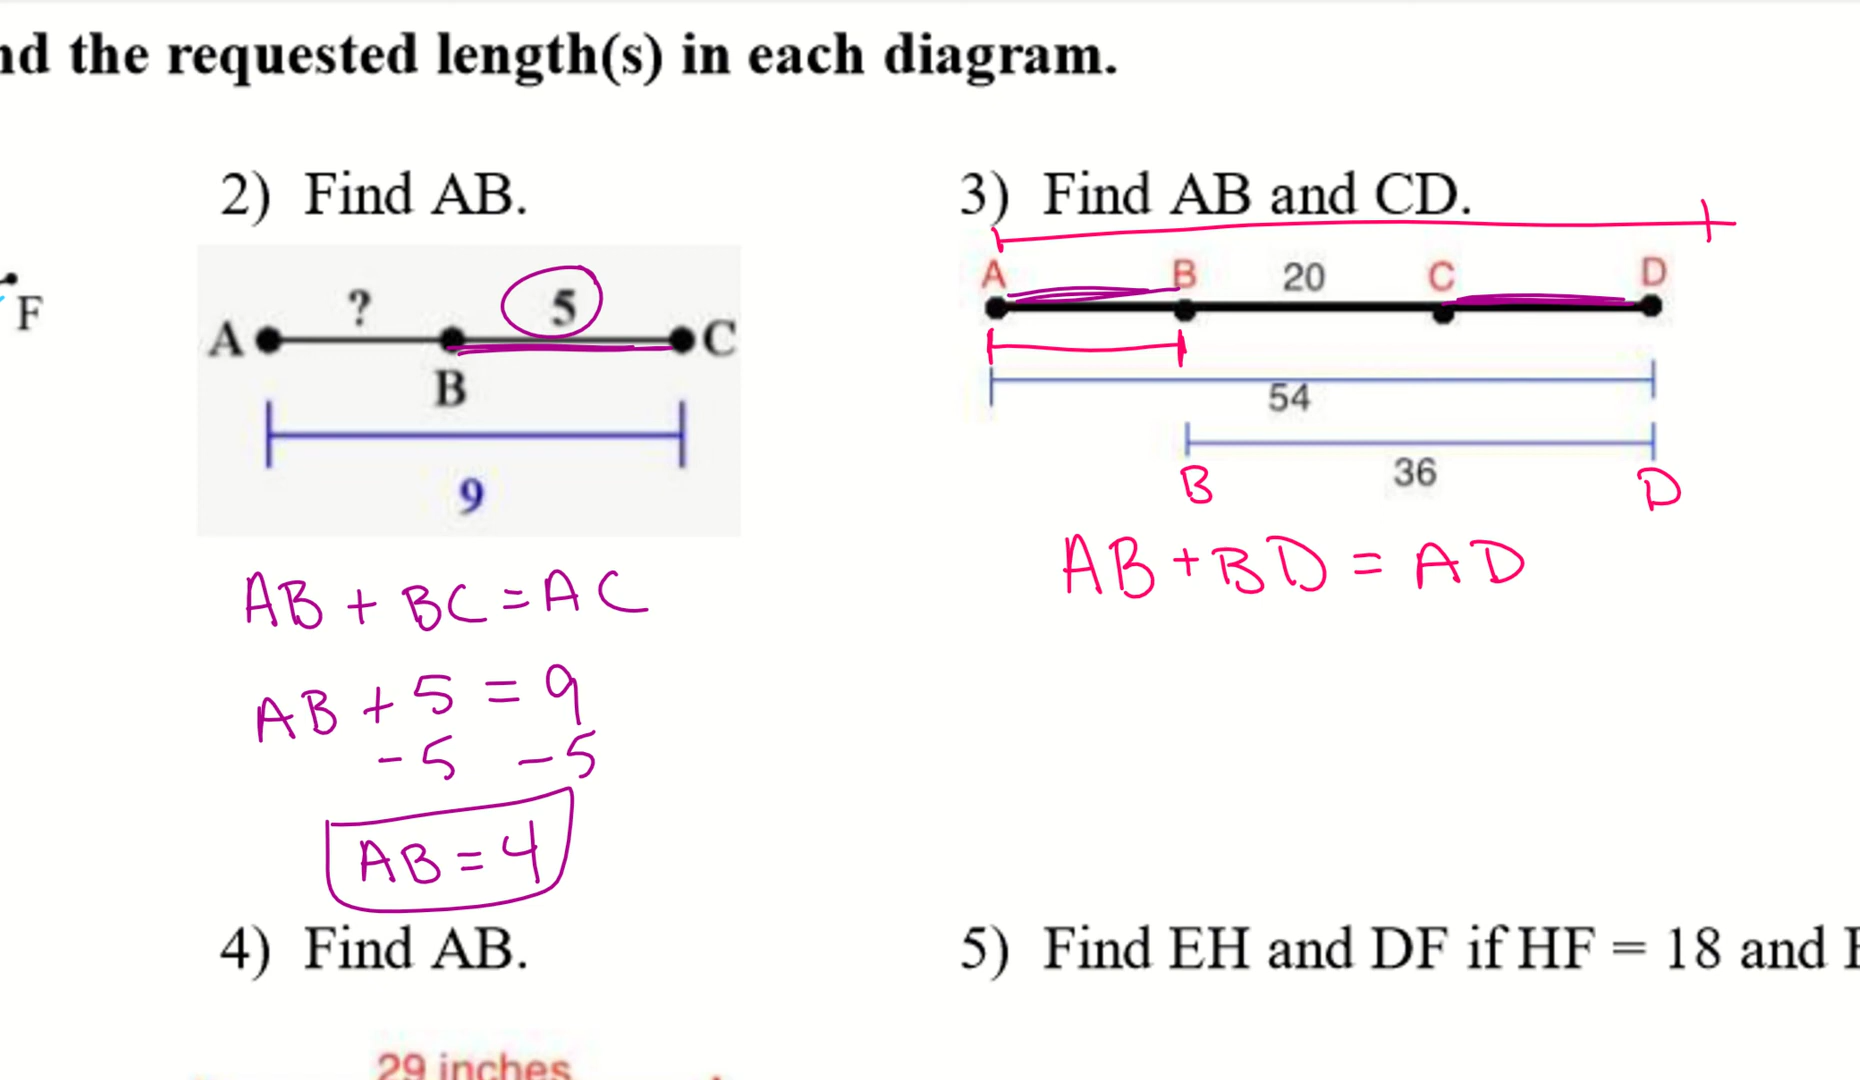 nd the requested length(s) in each diagram.
2) Find AB.
? 5
A C
B
9
AB + BC = AC
AB + 5 = 9
-5 -5
AB = 4
3) Find AB and CD.
A B 20 C D
54
36
B D
AB + BD = AD
F
4) Find AB.
29 inches
5) Find EH and DF if HF = 18 and